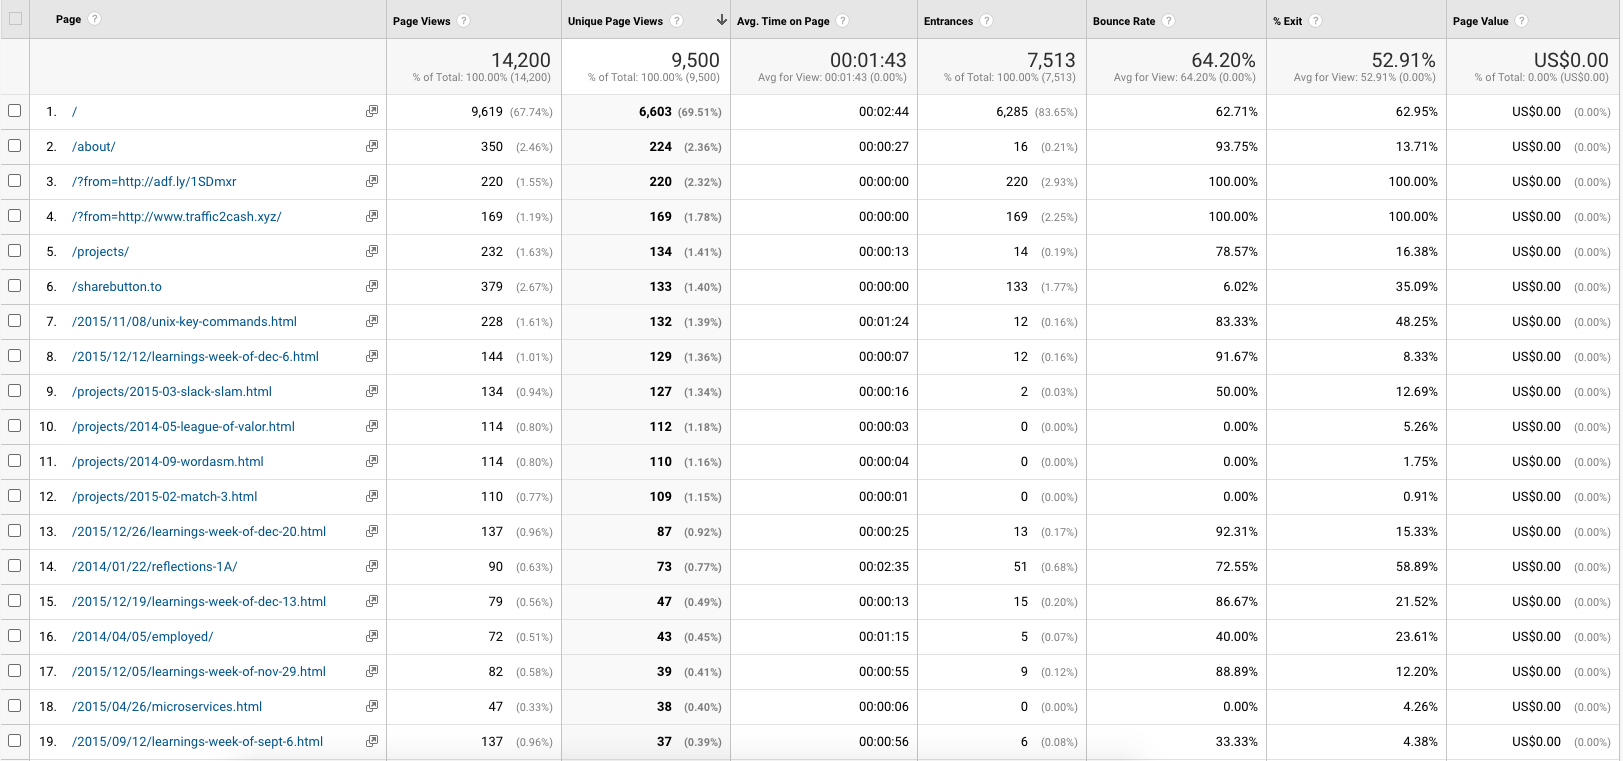 Page ? Page Views ? Unique Page Views ? ↓ Avg. Time on Page ? Entrances ? Bounce Rate ? % Exit ? Page Value ?
14,200 9,500 00:01:43 7,513 64.20% 52.91% US$0.00
% of Total: 100.00% (14,200) % of Total: 100.00% (9,500) Avg for View: 00:01:43 (0.00%) % of Total: 100.00% (7,513) Avg for View: 64.20% (0.00%) Avg for View: 52.91% (0.00%) % of Total: 0.00% (US$0.00)
1. / 9,619 (67.74%) 6,603 (69.51%) 00:02:44 6,285 (83.65%) 62.71% 62.95% US$0.00 (0.00%)
2. /about/ 350 (2.46%) 224 (2.36%) 00:00:27 16 (0.21%) 93.75% 13.71% US$0.00 (0.00%)
3. /?from=http://adf.ly/1SDmxr 220 (1.55%) 220 (2.32%) 00:00:00 220 (2.93%) 100.00% 100.00% US$0.00 (0.00%)
4. /?from=http://www.traffic2cash.xyz/ 169 (1.19%) 169 (1.78%) 00:00:00 169 (2.25%) 100.00% 100.00% US$0.00 (0.00%)
5. /projects/ 232 (1.63%) 134 (1.41%) 00:00:13 14 (0.19%) 78.57% 16.38% US$0.00 (0.00%)
6. /sharebutton.to 379 (2.67%) 133 (1.40%) 00:00:00 133 (1.77%) 6.02% 35.09% US$0.00 (0.00%)
7. /2015/11/08/unix-key-commands.html 228 (1.61%) 132 (1.39%) 00:01:24 12 (0.16%) 83.33% 48.25% US$0.00 (0.00%)
8. /2015/12/12/learnings-week-of-dec-6.html 144 (1.01%) 129 (1.36%) 00:00:07 12 (0.16%) 91.67% 8.33% US$0.00 (0.00%)
9. /projects/2015-03-slack-slam.html 134 (0.94%) 127 (1.34%) 00:00:16 2 (0.03%) 50.00% 12.69% US$0.00 (0.00%)
10. /projects/2014-05-league-of-valor.html 114 (0.80%) 112 (1.18%) 00:00:03 0 (0.00%) 0.00% 5.26% US$0.00 (0.00%)
11. /projects/2014-09-wordasm.html 114 (0.80%) 110 (1.16%) 00:00:04 0 (0.00%) 0.00% 1.75% US$0.00 (0.00%)
12. /projects/2015-02-match-3.html 110 (0.77%) 109 (1.15%) 00:00:01 0 (0.00%) 0.00% 0.91% US$0.00 (0.00%)
13. /2015/12/26/learnings-week-of-dec-20.html 137 (0.96%) 87 (0.92%) 00:00:25 13 (0.17%) 92.31% 15.33% US$0.00 (0.00%)
14. /2014/01/22/reflections-1A/ 90 (0.63%) 73 (0.77%) 00:02:35 51 (0.68%) 72.55% 58.89% US$0.00 (0.00%)
15. /2015/12/19/learnings-week-of-dec-13.html 79 (0.56%) 47 (0.49%) 00:00:13 15 (0.20%) 86.67% 21.52% US$0.00 (0.00%)
16. /2014/04/05/employed/ 72 (0.51%) 43 (0.45%) 00:01:15 5 (0.07%) 40.00% 23.61% US$0.00 (0.00%)
17. /2015/12/05/learnings-week-of-nov-29.html 82 (0.58%) 39 (0.41%) 00:00:55 9 (0.12%) 88.89% 12.20% US$0.00 (0.00%)
18. /2015/04/26/microservices.html 47 (0.33%) 38 (0.40%) 00:00:06 0 (0.00%) 0.00% 4.26% US$0.00 (0.00%)
19. /2015/09/12/learnings-week-of-sept-6.html 137 (0.96%) 37 (0.39%) 00:00:56 6 (0.08%) 33.33% 4.38% US$0.00 (0.00%)